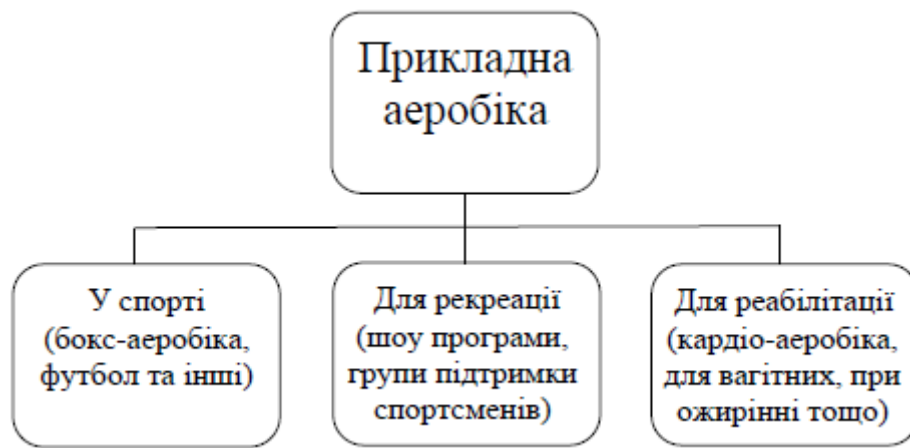 Прикладна
аеробіка
У спорті
(бокс-аеробіка,
футбол та інші)
Для рекреації
(шоу програми,
групи підтримки
спортсменів)
Для реабілітації
(кардіо-аеробіка,
для вагітних, при
ожирінні тощо)